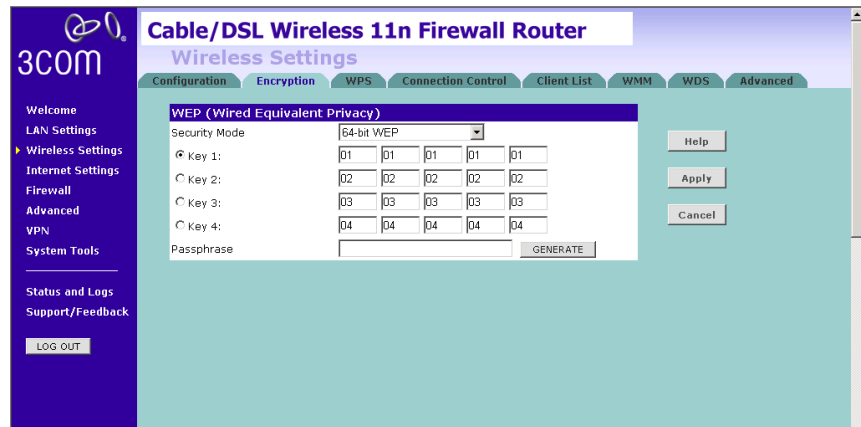 3COM
Cable/DSL Wireless 11n Firewall Router
Wireless Settings
Configuration Encryption WPS Connection Control Client List WMM WDS Advanced
Welcome
LAN Settings
Wireless Settings
Internet Settings
Firewall
Advanced
VPN
System Tools
Status and Logs
Support/Feedback
LOG OUT
WEP (Wired Equivalent Privacy)
Security Mode 64-bit WEP
Key 1: 01 01 01 01 01
Key 2: 02 02 02 02 02
Key 3: 03 03 03 03 03
Key 4: 04 04 04 04 04
Passphrase GENERATE
Help
Apply
Cancel